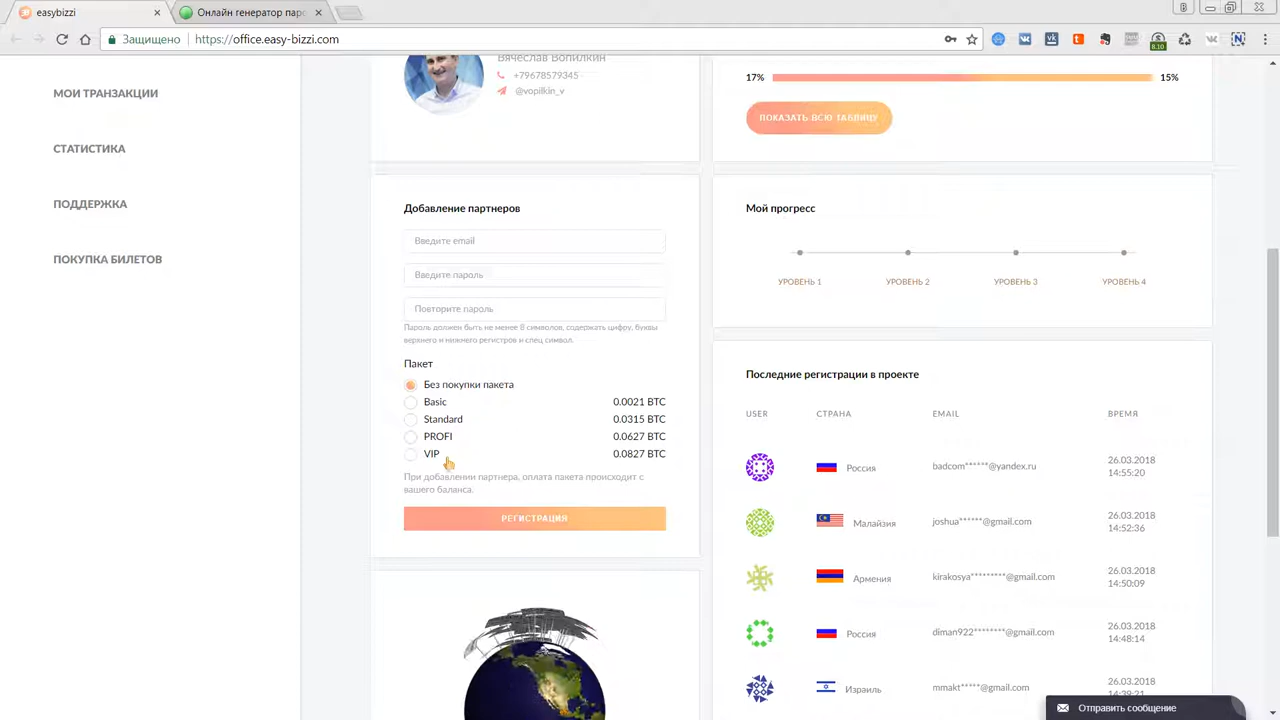 easybizzi
Онлайн генератор пар
Защищено
https://office.easy-bizzi.com
8.10
МОИ ТРАНЗАКЦИИ
СТАТИСТИКА
ПОДДЕРЖКА
ПОКУПКА БИЛЕТОВ
Вячеслав Вопилкин
+79678579345
@vopilkin_v
17%
15%
ПОКАЗАТЬ ВСЮ ТАБЛИЦУ
Добавление партнеров
Введите email
Введите пароль
Повторите пароль
Пароль должен быть не менее 8 символов, содержать цифру, буквы
верхнего и нижнего регистров и спец символ.
Пакет
Без покупки пакета
Basic 0.0021 BTC
Standard 0.0315 BTC
PROFI 0.0627 BTC
VIP 0.0827 BTC
При добавлении партнера, оплата пакета происходит с
вашего баланса.
РЕГИСТРАЦИЯ
Мой прогресс
УРОВЕНЬ 1 УРОВЕНЬ 2 УРОВЕНЬ 3 УРОВЕНЬ 4
Последние регистрации в проекте
USER СТРАНА EMAIL ВРЕМЯ
Россия badcom******@yandex.ru 26.03.2018
14:55:20
Малайзия joshua******@gmail.com 26.03.2018
14:52:36
Армения kirakosya*********@gmail.com 26.03.2018
14:50:09
Россия diman922********@gmail.com 26.03.2018
14:48:14
Израиль mmakt*****@gmail.com 26.03.2018
14:39:21
Отправить сообщение